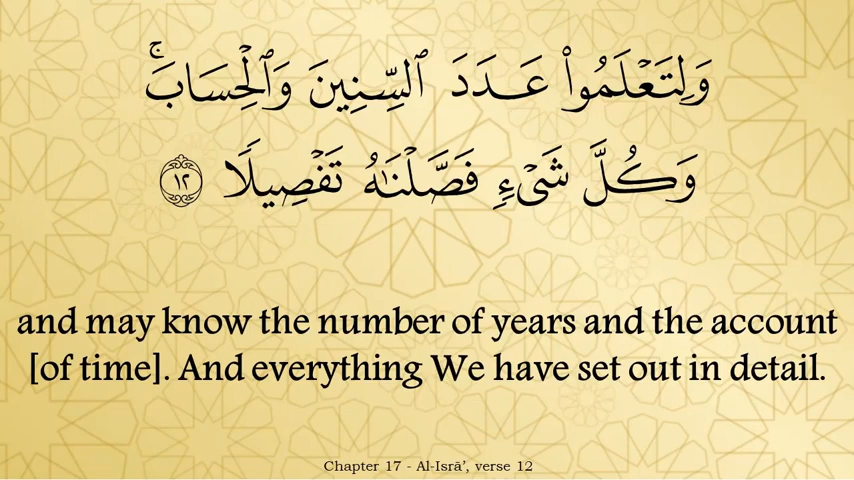 وَلِتَعْلَمُوا۟ عَدَدَ ٱلسِّنِينَ وَٱلْحِسَابَ ۚ
وَكُلَّ شَىْءٍ فَصَّلْنَـٰهُ تَفْصِيلًا ١٢
and may know the number of years and the account
[of time]. And everything We have set out in detail.
Chapter 17 - Al-Isrā’, verse 12